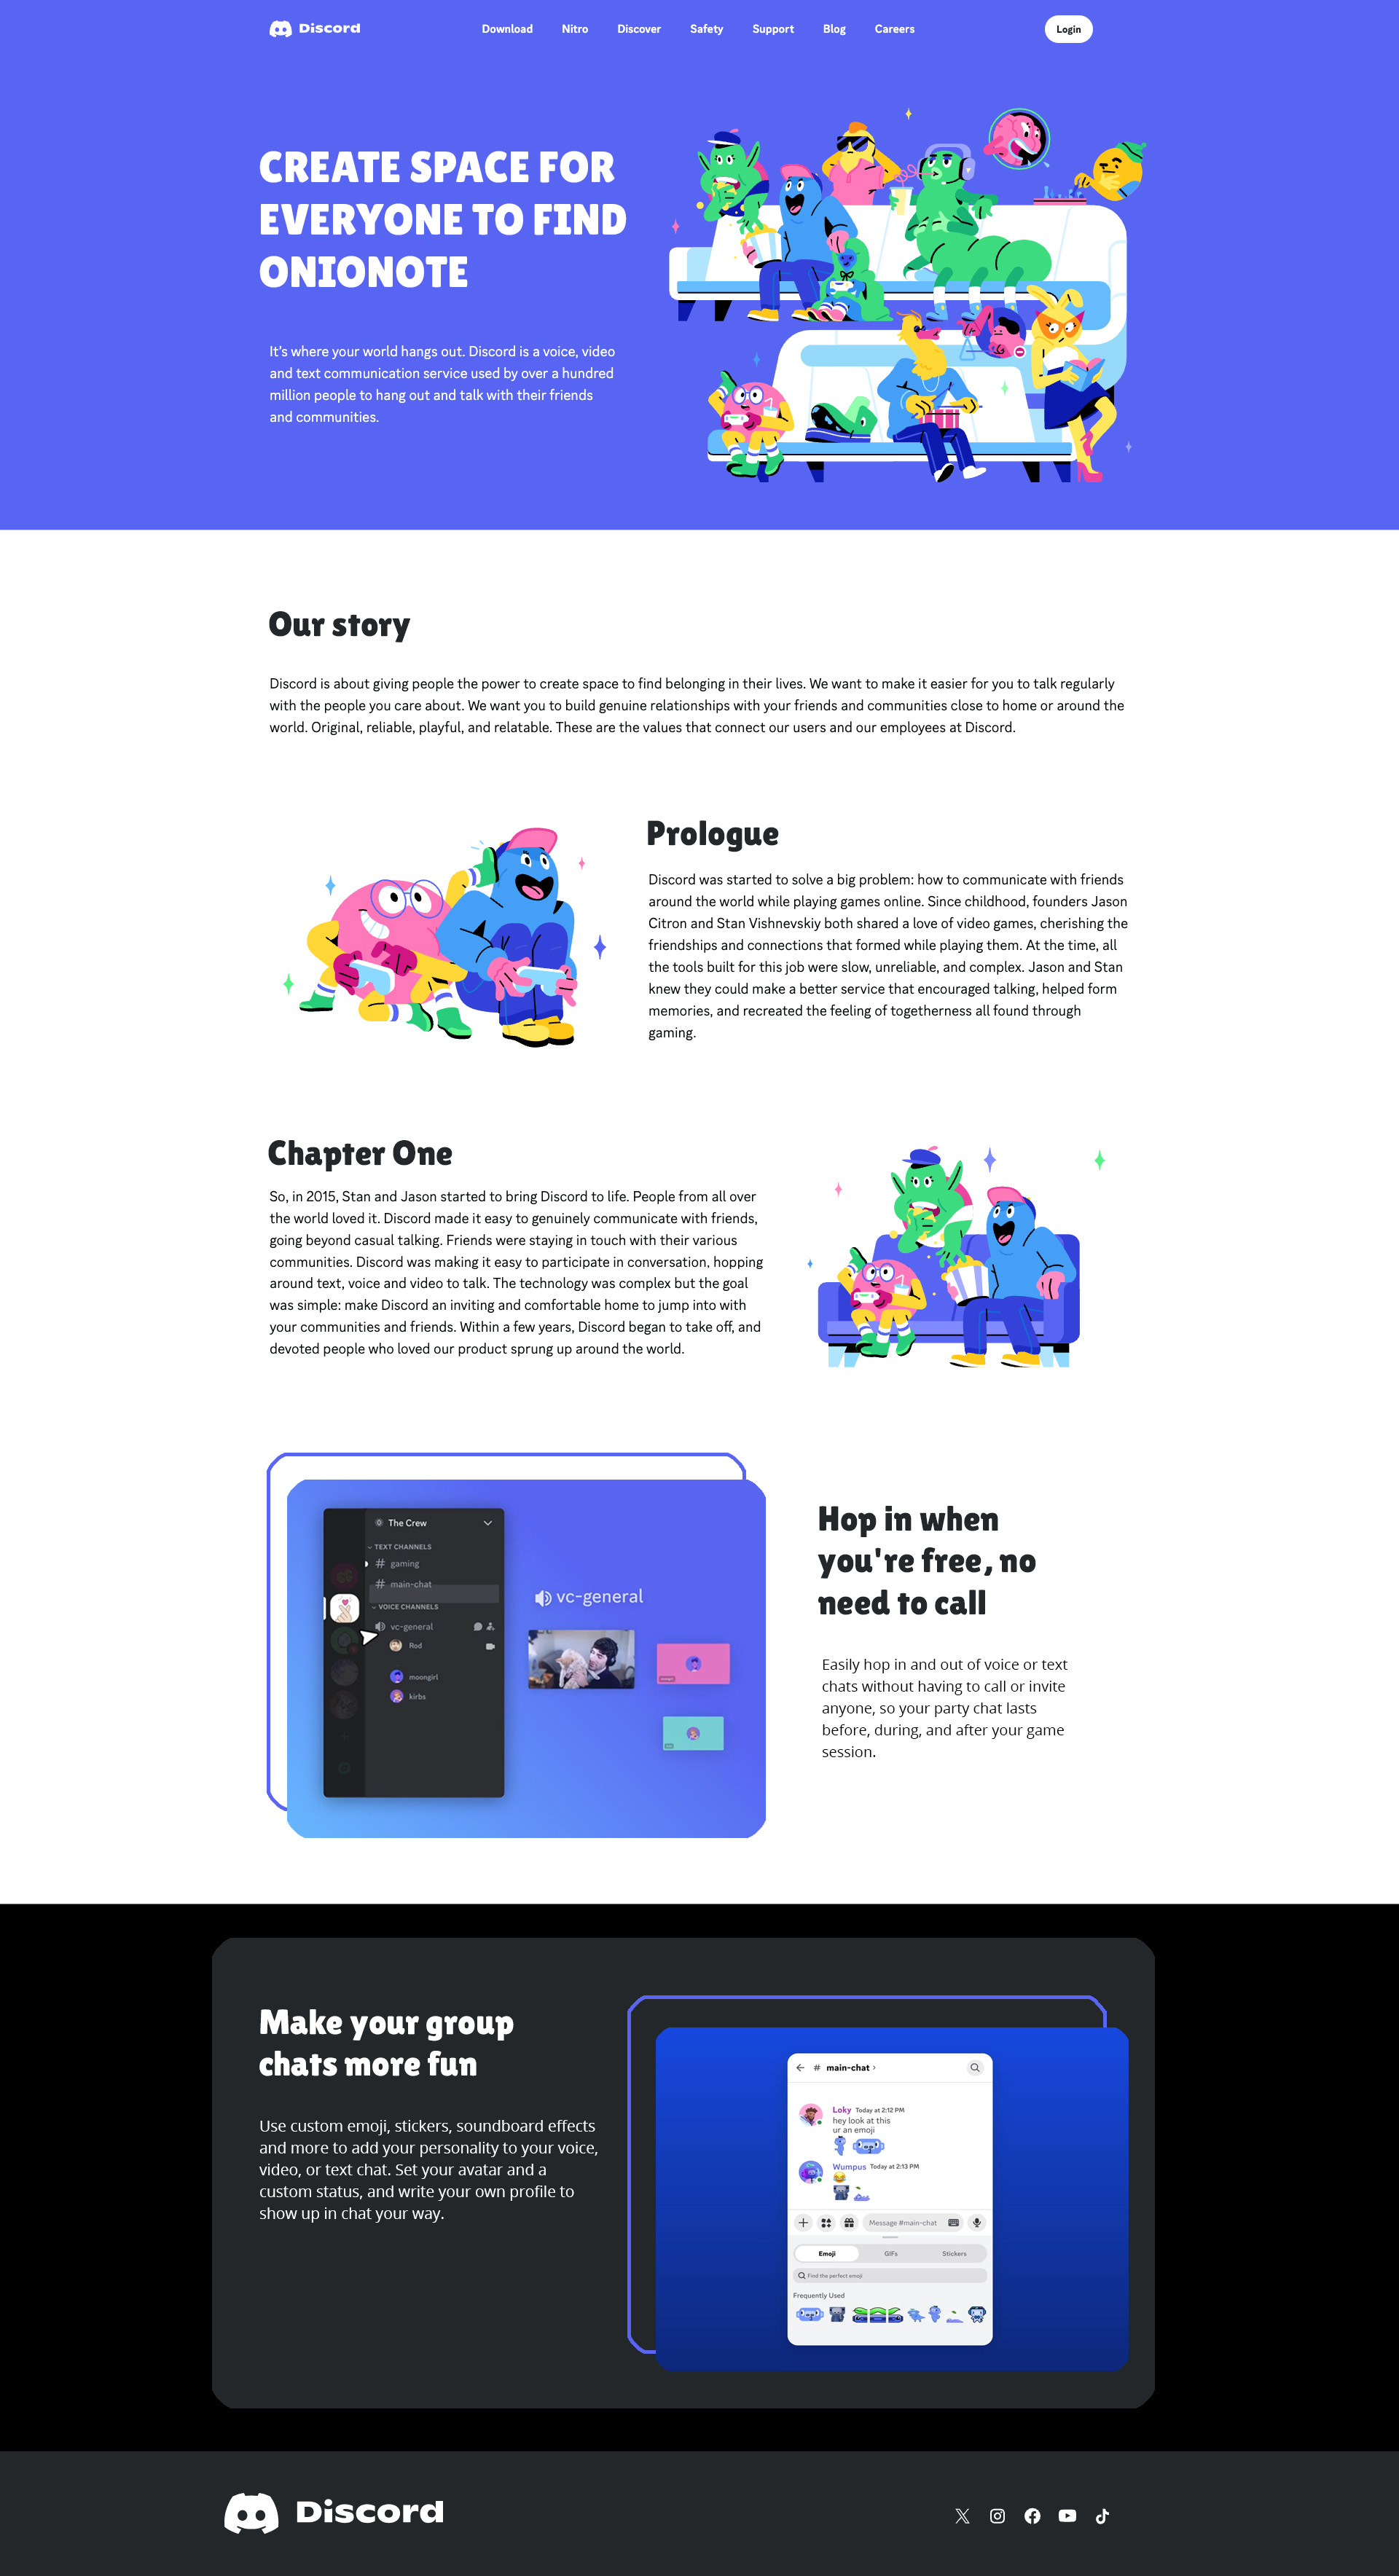 Discord
Download Nitro Discover Safety Support Blog Careers
Login
CREATE SPACE FOR
EVERYONE TO FIND
ONIONOTE
It's where your world hangs out. Discord is a voice, video
and text communication service used by over a hundred
million people to hang out and talk with their friends
and communities.
Our story
Discord is about giving people the power to create space to find belonging in their lives. We want to make it easier for you to talk regularly
with the people you care about. We want you to build genuine relationships with your friends and communities close to home or around the
world. Original, reliable, playful, and relatable. These are the values that connect our users and our employees at Discord.
Prologue
Discord was started to solve a big problem: how to communicate with friends
around the world while playing games online. Since childhood, founders Jason
Citron and Stan Vishnevskiy both shared a love of video games, cherishing the
friendships and connections that formed while playing them. At the time, all
the tools built for this job were slow, unreliable, and complex. Jason and Stan
knew they could make a better service that encouraged talking, helped form
memories, and recreated the feeling of togetherness all found through
gaming.
Chapter One
So, in 2015, Stan and Jason started to bring Discord to life. People from all over
the world loved it. Discord made it easy to genuinely communicate with friends,
going beyond casual talking. Friends were staying in touch with their various
communities. Discord was making it easy to participate in conversation, hopping
around text, voice and video to talk. The technology was complex but the goal
was simple: make Discord an inviting and comfortable home to jump into with
your communities and friends. Within a few years, Discord began to take off, and
devoted people who loved our product sprung up around the world.
The Crew
TEXT CHANNELS
# gaming
# main-chat
VOICE CHANNELS
vc-general
Rod
moongirl
kirbs
vc-general
Hop in when
you're free, no
need to call
Easily hop in and out of voice or text
chats without having to call or invite
anyone, so your party chat lasts
before, during, and after your game
session.
Make your group
chats more fun
Use custom emoji, stickers, soundboard effects
and more to add your personality to your voice,
video, or text chat. Set your avatar and a
custom status, and write your own profile to
show up in chat your way.
# main-chat ›
Loky Today at 2:12 PM
hey look at this
ur an emoji
Wumpus Today at 2:13 PM
Message #main-chat
Emoji GIFs Stickers
Find the perfect emoji
Frequently Used
Discord